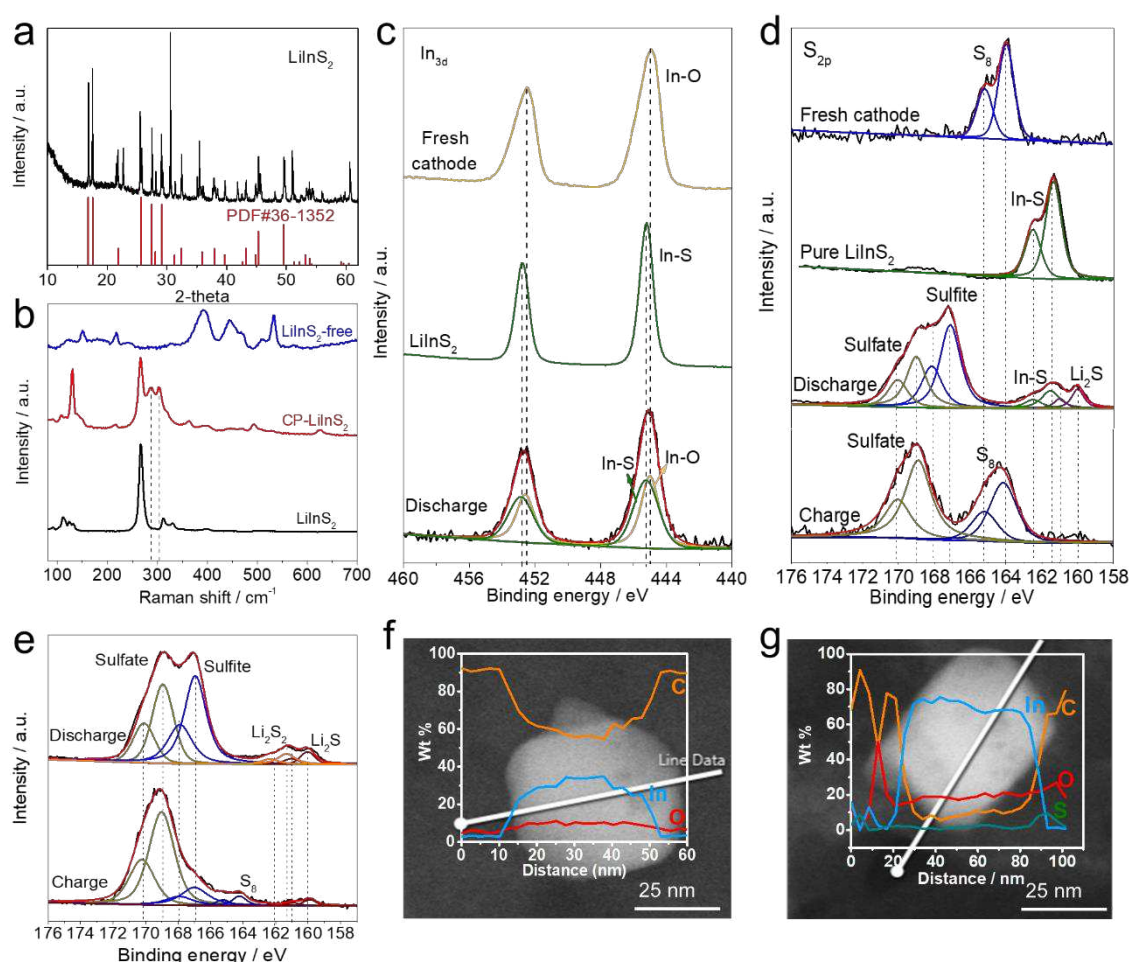 a
LiInS2
PDF#36-1352
Intensity / a.u.
10 20 30 40 50 60
2-theta
b
LiInS2-free
CP-LiInS2
LiInS2
Intensity / a.u.
100 200 300 400 500 600 700
Raman shift / cm-1
c
In3d
In-O
Fresh
cathode
In-S
LiInS2
In-S
In-O
Discharge
Intensity / a.u.
460 456 452 448 444 440
Binding energy / eV
d
S2p
S8
Fresh cathode
In-S
Pure LiInS2
Sulfite
Sulfate
In-S
Li2S
Discharge
Sulfate
S8
Charge
Intensity / a.u.
176 174 172 170 168 166 164 162 160 158
Binding energy / eV
e
Sulfate
Sulfite
Discharge
Li2S2
Li2S
S8
Charge
Intensity / a.u.
176 174 172 170 168 166 164 162 160 158
Binding energy / eV
f
100
80
60
40
20
0
Wt %
C
Line Data
In
O
0 10 20 30 40 50 60
Distance (nm)
25 nm
g
100
80
60
40
20
0
Wt %
In
C
O
S
0 20 40 60 80 100
Distance / nm
25 nm